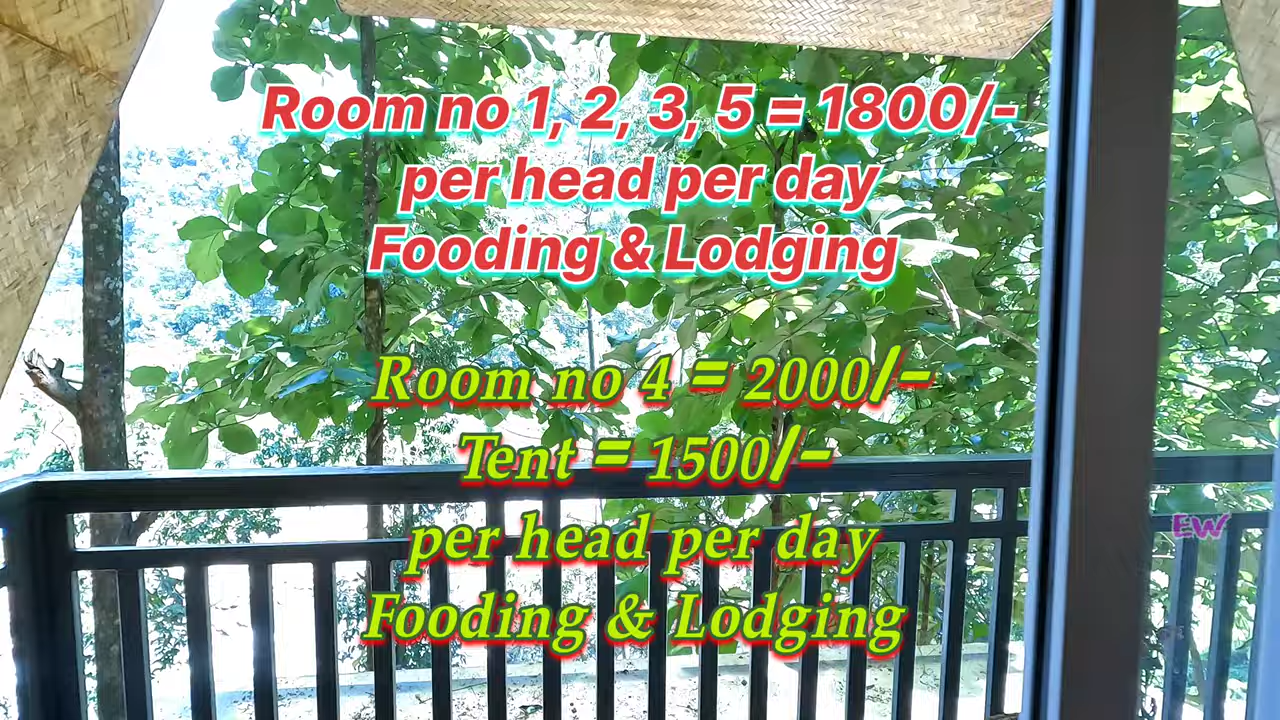 Room no 1, 2, 3, 5 = 1800/-
per head per day
Fooding & Lodging
Room no 4 = 2000/-
Tent = 1500/-
per head per day
Fooding & Lodging
EW